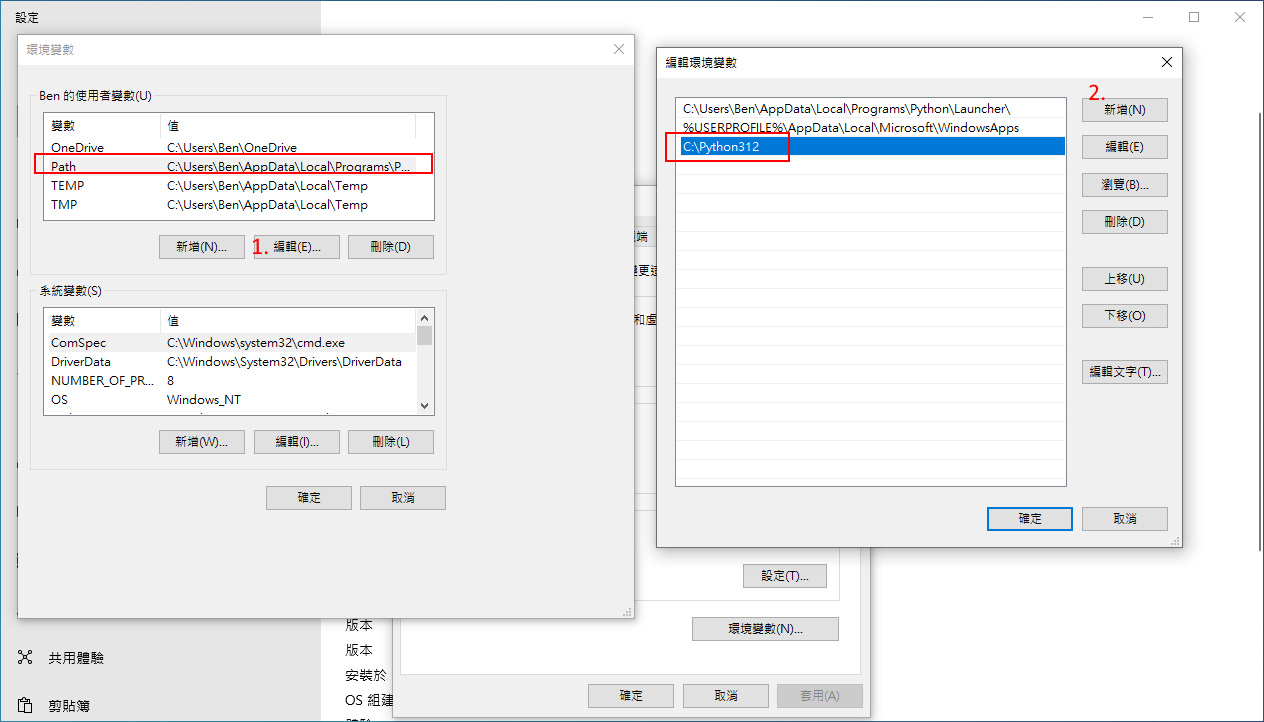 設定
環境變數
Ben 的使用者變數(U)
變數 值
OneDrive C:\Users\Ben\OneDrive
Path C:\Users\Ben\AppData\Local\Programs\P...
TEMP C:\Users\Ben\AppData\Local\Temp
TMP C:\Users\Ben\AppData\Local\Temp
新增(N)... 1. 編輯(E)... 刪除(D)
系統變數(S)
變數 值
ComSpec C:\Windows\system32\cmd.exe
DriverData C:\Windows\System32\Drivers\DriverData
NUMBER_OF_PR... 8
OS Windows_NT
新增(W)... 編輯(I)... 刪除(L)
確定 取消
編輯環境變數
C:\Users\Ben\AppData\Local\Programs\Python\Launcher\
%USERPROFILE%\AppData\Local\Microsoft\WindowsApps
C:\Python312
2.
新增(N)
編輯(E)
瀏覽(B)...
刪除(D)
上移(U)
下移(O)
編輯文字(T)...
確定 取消
端
更
和
設定(T)...
環境變數(N)...
確定 取消 套用(A)
共用體驗
剪貼簿
版本
版本
安裝於
OS 組建